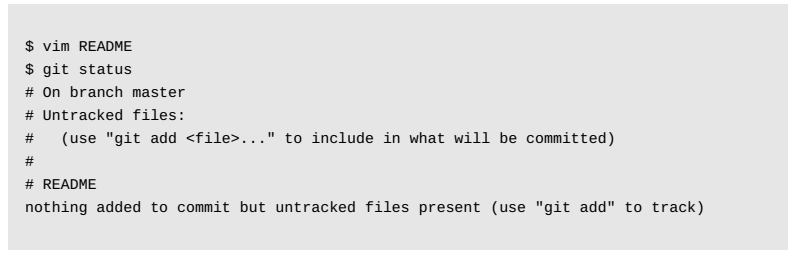 $ vim README
$ git status
# On branch master
# Untracked files:
#   (use "git add <file>..." to include in what will be committed)
#
# README
nothing added to commit but untracked files present (use "git add" to track)